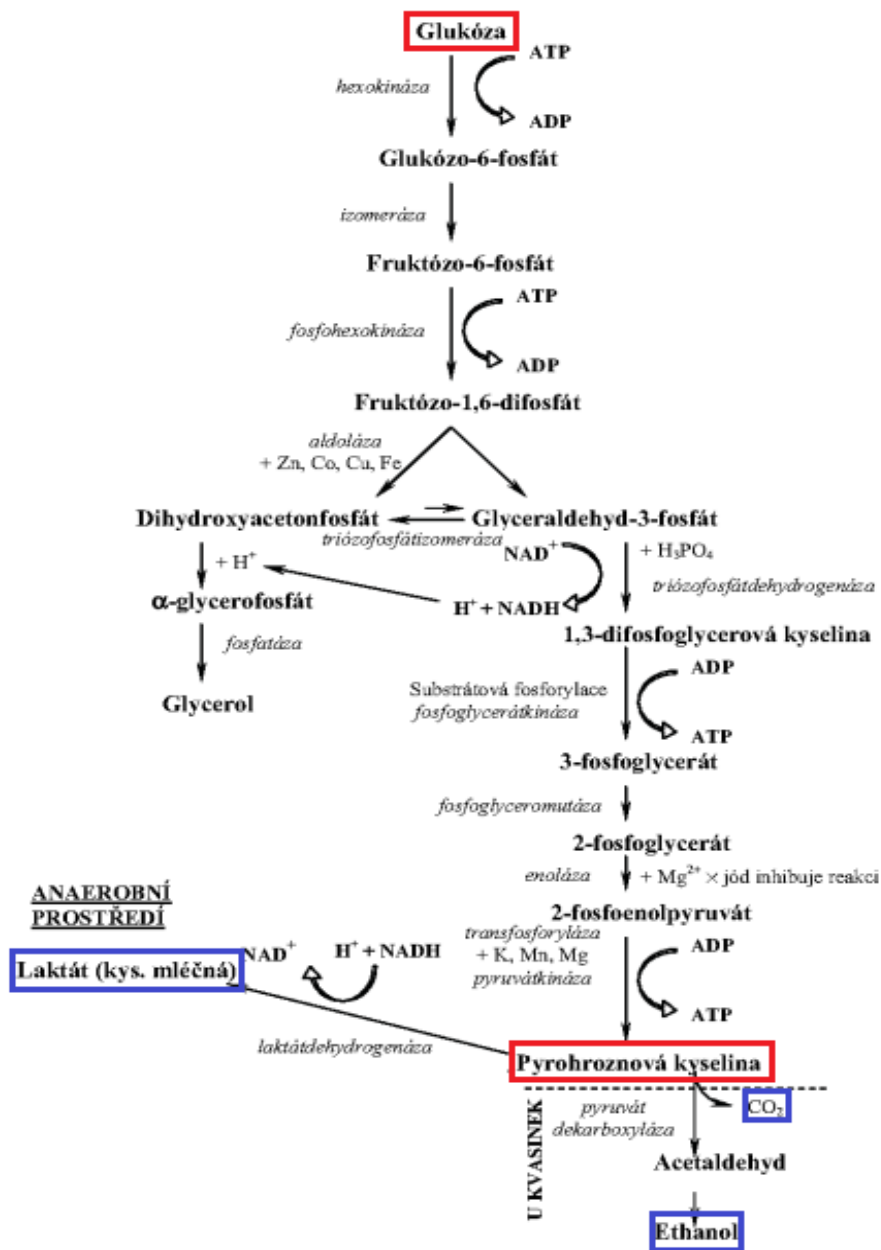 Glukóza
ATP
hexokináza
ADP
Glukózo-6-fosfát
izomeráza
Fruktózo-6-fosfát
ATP
fosfohexokináza
ADP
Fruktózo-1,6-difosfát
aldoláza
+ Zn, Co, Cu, Fe
Dihydroxyacetonfosfát
Glyceraldehyd-3-fosfát
triózofosfátizomeráza
NAD+
+ H3PO4
+ H+
triózofosfátdehydrogenáza
α-glycerofosfát
H+ + NADH
1,3-difosfoglycerová kyselina
fosfatáza
ADP
Substrátová fosforylace
fosfoglycerátkináza
Glycerol
ATP
3-fosfoglycerát
fosfoglyceromutáza
2-fosfoglycerát
enoláza
+ Mg2+ × jód inhibuje reakci
ANAEROBNÍ
PROSTŘEDÍ
2-fosfoenolpyruvát
transfosforyláza
+ K, Mn, Mg
pyruvátkináza
ADP
Laktát (kys. mléčná)
NAD+
H+ + NADH
ATP
laktátdehydrogenáza
Pyrohroznová kyselina
CO2
U KVASINEK
pyruvát
dekarboxyláza
Acetaldehyd
Ethanol